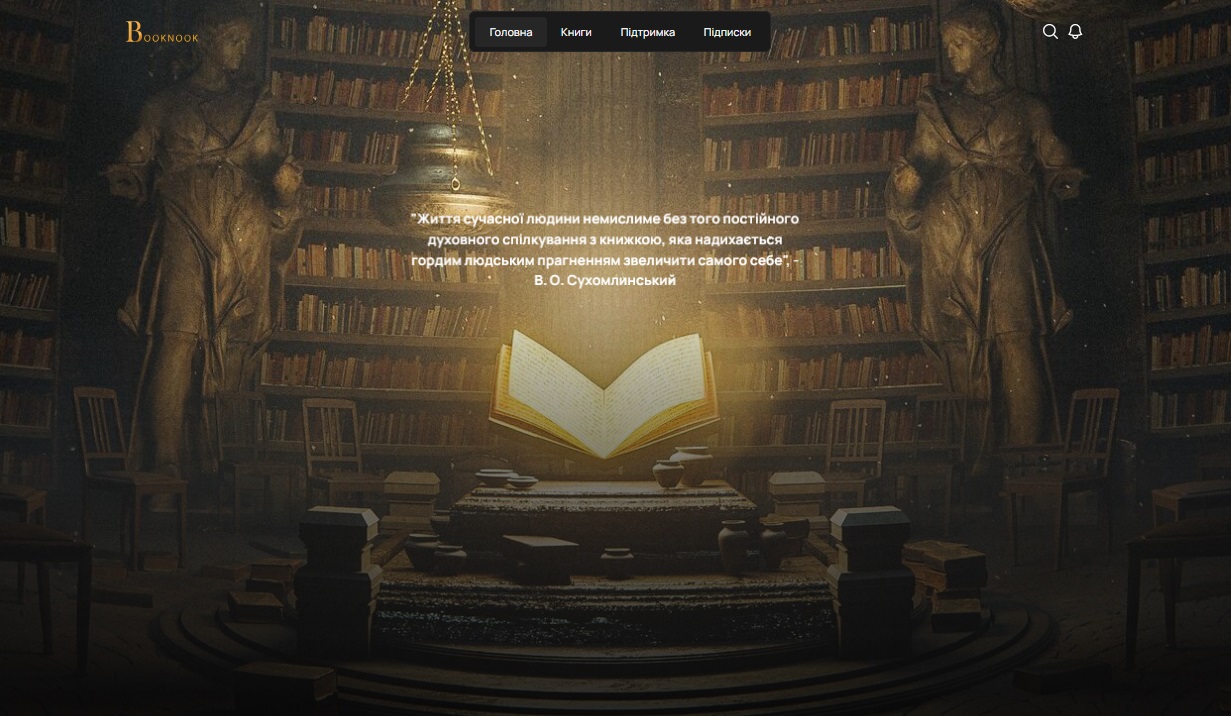 BOOKNOOK
Головна Книги Підтримка Підписки
"Життя сучасної людини немислиме без того постійного
духовного спілкування з книжкою, яка надихається
гордим людським прагненням звеличити самого себе", -
В. О. Сухомлинський